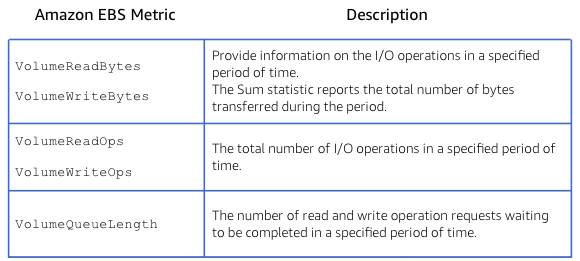 Amazon EBS Metric Description
VolumeReadBytes
VolumeWriteBytes
Provide information on the I/O operations in a specified
period of time.
The Sum statistic reports the total number of bytes
transferred during the period.
VolumeReadOps
VolumeWriteOps
The total number of I/O operations in a specified period of
time.
VolumeQueueLength
The number of read and write operation requests waiting
to be completed in a specified period of time.